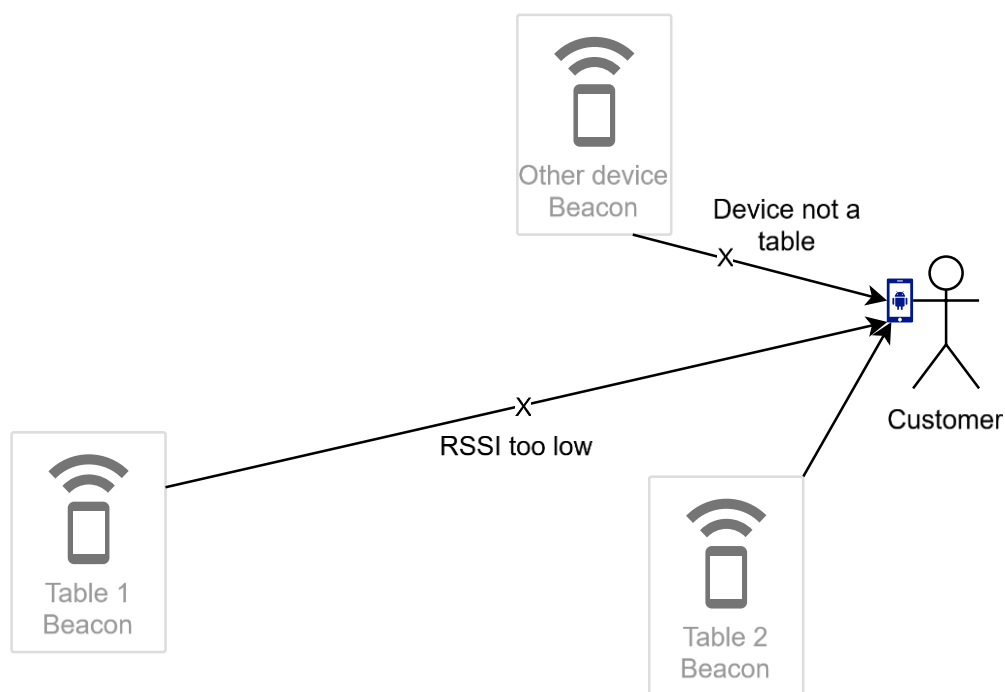 Other device
Beacon
Device not a
table
X
Customer
X
RSSI too low
Table 1
Beacon
Table 2
Beacon